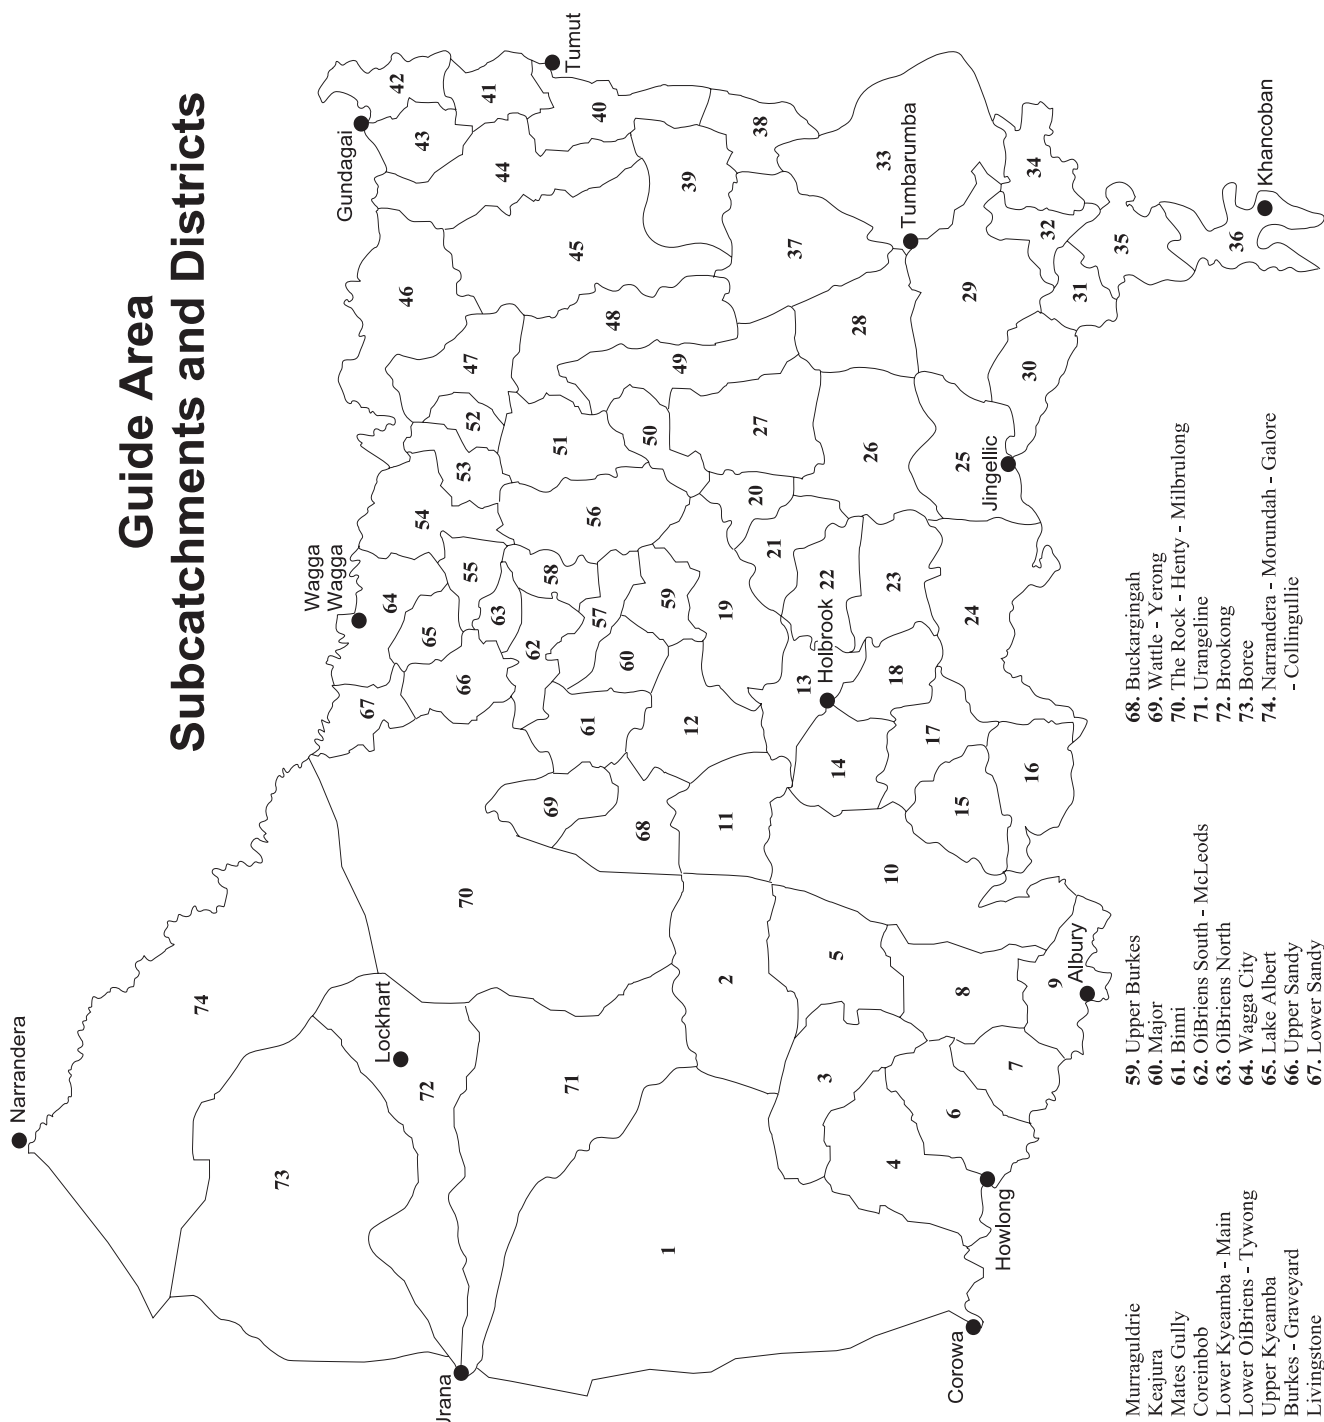 Guide Area
Subcatchments and Districts
Narrandera
74
73
Wagga
Wagga
Gundagai
Lockhart
67
64
54
46
43
42
72
Urana
70
66
65
55
53
52
47
44
41
63
62
58
51
45
Tumut
71
69
61
57
56
48
40
1
68
60
59
50
49
39
2
11
12
19
20
27
38
13
Holbrook
22
21
37
3
5
14
28
4
10
18
23
26
33
Tumbarumba
6
8
15
17
24
25
Jingellic
29
Corowa
Howlong
7
9
Albury
16
30
34
32
31
35
36
Khancoban
Murraguldrie
Keajura
Mates Gully
Coreinbob
Lower Kyeamba - Main
Lower OiBriens - Tywong
Upper Kyeamba
Burkes - Graveyard
Livingstone
59. Upper Burkes
60. Major
61. Binni
62. OiBriens South - McLeods
63. OiBriens North
64. Wagga City
65. Lake Albert
66. Upper Sandy
67. Lower Sandy
68. Buckargingah
69. Wattle - Yerong
70. The Rock - Henty - Milbrulong
71. Urangeline
72. Brookong
73. Boree
74. Narrandera - Morundah - Galore
- Collingullie